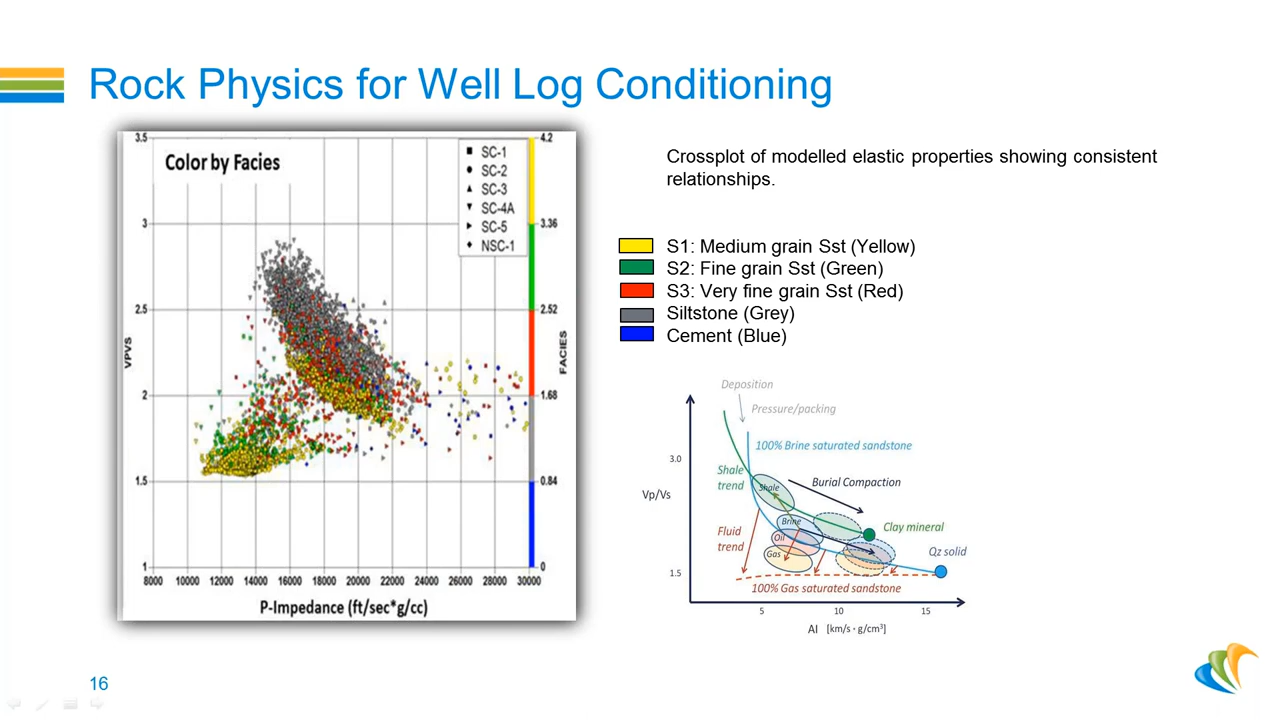 Rock Physics for Well Log Conditioning
3.5
3
2.5
2
1.5
1
VPVS
Color by Facies
SC-1
SC-2
SC-3
SC-4A
SC-5
NSC-1
4.2
3.36
2.52
1.68
0.84
0
FACIES
8000 10000 12000 14000 16000 18000 20000 22000 24000 26000 28000 30000
P-Impedance (ft/sec*g/cc)
Crossplot of modelled elastic properties showing consistent
relationships.
S1: Medium grain Sst (Yellow)
S2: Fine grain Sst (Green)
S3: Very fine grain Sst (Red)
Siltstone (Grey)
Cement (Blue)
Deposition
Pressure/packing
100% Brine saturated sandstone
3.0
Shale
trend
Shale
Burial Compaction
Vp/Vs
Brine
Clay mineral
Fluid
trend
Oil
Gas
Qz solid
1.5
100% Gas saturated sandstone
5 10 15
AI [km/s · g/cm³]
16